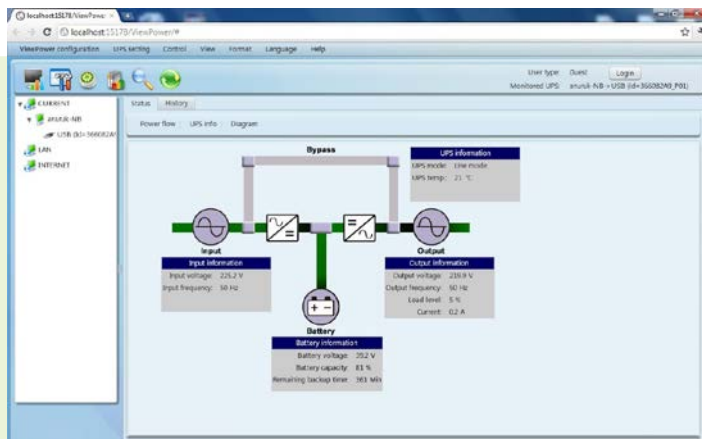 localhost:15178/ViewPower
localhost:15178/ViewPower/#
ViewPower configuration UPS setting Control View Format Language Help
User type: Guest Login
Monitored UPS:
CURRENT
LAN
INTERNET
Status History
Power flow UPS info Diagram
Bypass
UPS information
UPS mode: Line mode
UPS temp: 21 °C
Input
Input information
Input voltage: 225.2 V
Input frequency: 50 Hz
Output
Output information
Output voltage: 219.9 V
Output frequency: 50 Hz
Load level: 5 %
Current: 0.2 A
Battery
Battery information
Battery voltage: 39.2 V
Battery capacity: 81 %
Remaining backup time: 361 Min